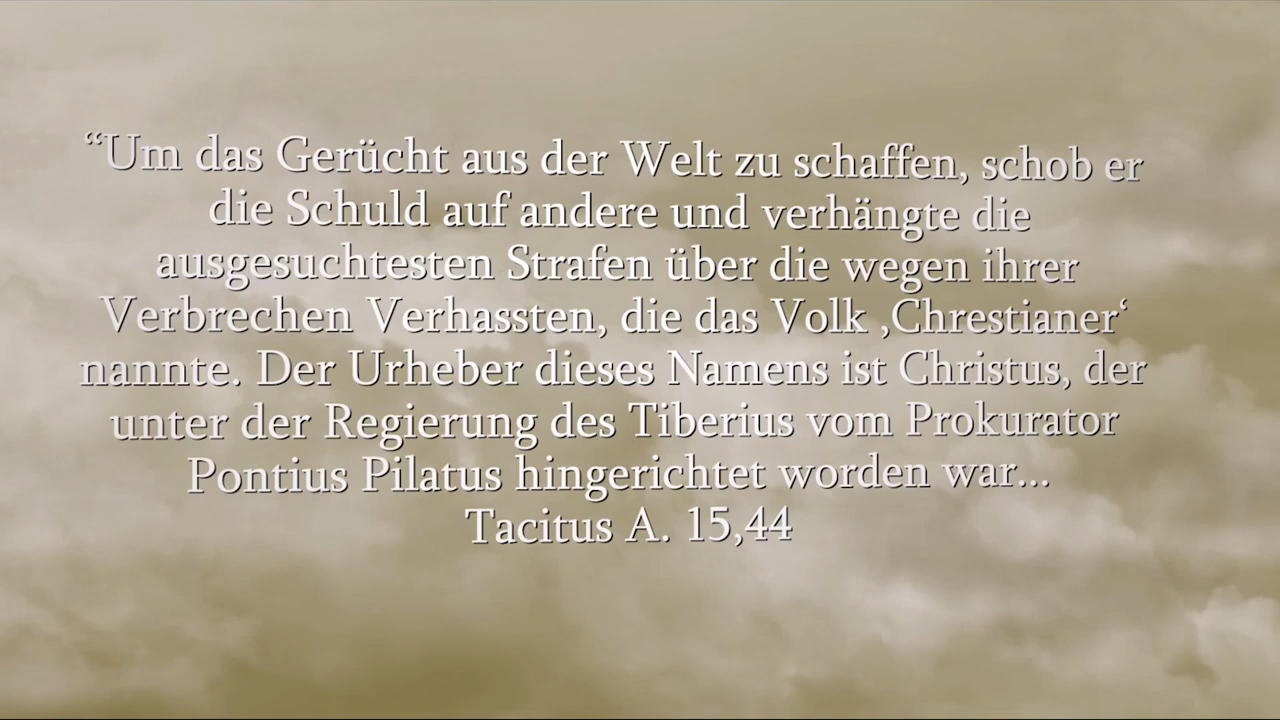 “Um das Gerücht aus der Welt zu schaffen, schob er
die Schuld auf andere und verhängte die
ausgesuchtesten Strafen über die wegen ihrer
Verbrechen Verhassten, die das Volk ‚Chrestianer‘
nannte. Der Urheber dieses Namens ist Christus, der
unter der Regierung des Tiberius vom Prokurator
Pontius Pilatus hingerichtet worden war...
Tacitus A. 15,44